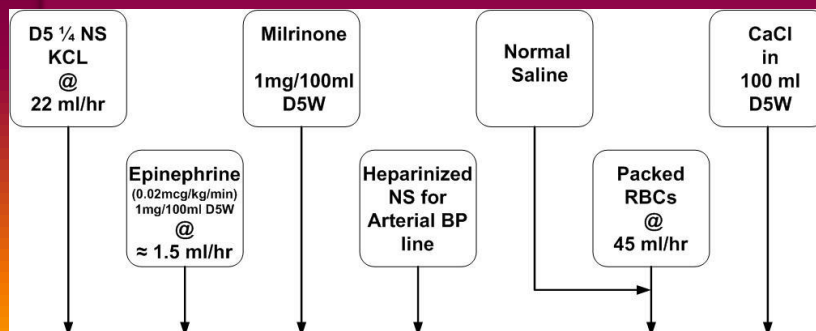 D5 ¼ NS
KCL
@
22 ml/hr
Milrinone
1mg/100ml
D5W
Normal
Saline
CaCl
in
100 ml
D5W
Epinephrine
(0.02mcg/kg/min)
1mg/100ml D5W
@
≈ 1.5 ml/hr
Heparinized
NS for
Arterial BP
line
Packed
RBCs
@
45 ml/hr